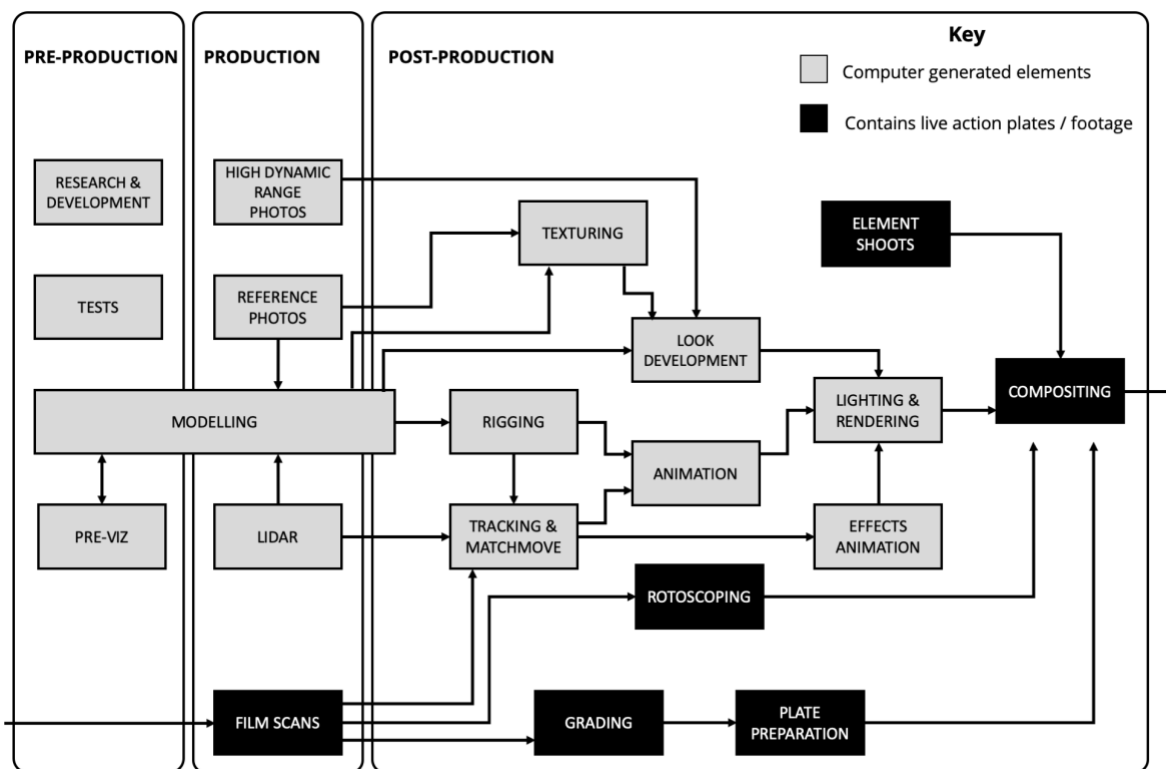 PRE-PRODUCTION
PRODUCTION
POST-PRODUCTION
Key
Computer generated elements
Contains live action plates / footage
RESEARCH &
DEVELOPMENT
HIGH DYNAMIC
RANGE
PHOTOS
TEXTURING
ELEMENT
SHOOTS
TESTS
REFERENCE
PHOTOS
LOOK
DEVELOPMENT
MODELLING
RIGGING
LIGHTING &
RENDERING
COMPOSITING
ANIMATION
PRE-VIZ
LIDAR
TRACKING &
MATCHMOVE
EFFECTS
ANIMATION
ROTOSCOPING
FILM SCANS
GRADING
PLATE
PREPARATION